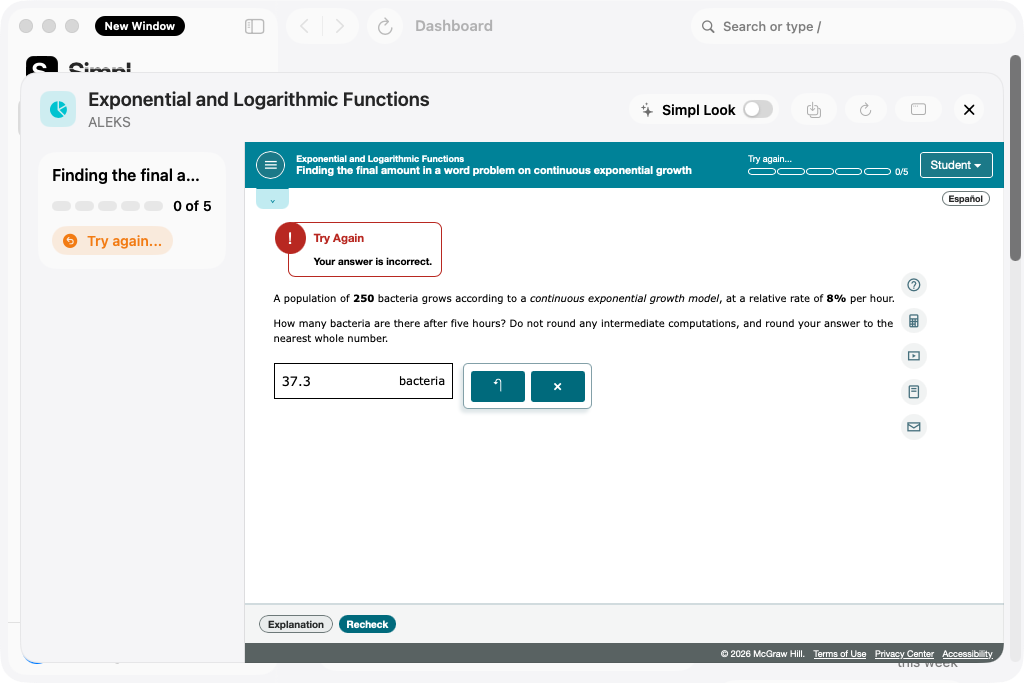 New Window
Dashboard
Search or type /
Simpl
Exponential and Logarithmic Functions
ALEKS
Simpl Look
Finding the final a...
0 of 5
Try again...
Exponential and Logarithmic Functions
Finding the final amount in a word problem on continuous exponential growth
Try again...
0/5
Student
Español
Try Again
Your answer is incorrect.
A population of 250 bacteria grows according to a continuous exponential growth model, at a relative rate of 8% per hour.
How many bacteria are there after five hours? Do not round any intermediate computations, and round your answer to the
nearest whole number.
37.3 bacteria
Explanation
Recheck
© 2026 McGraw Hill. Terms of Use Privacy Center Accessibility
this week